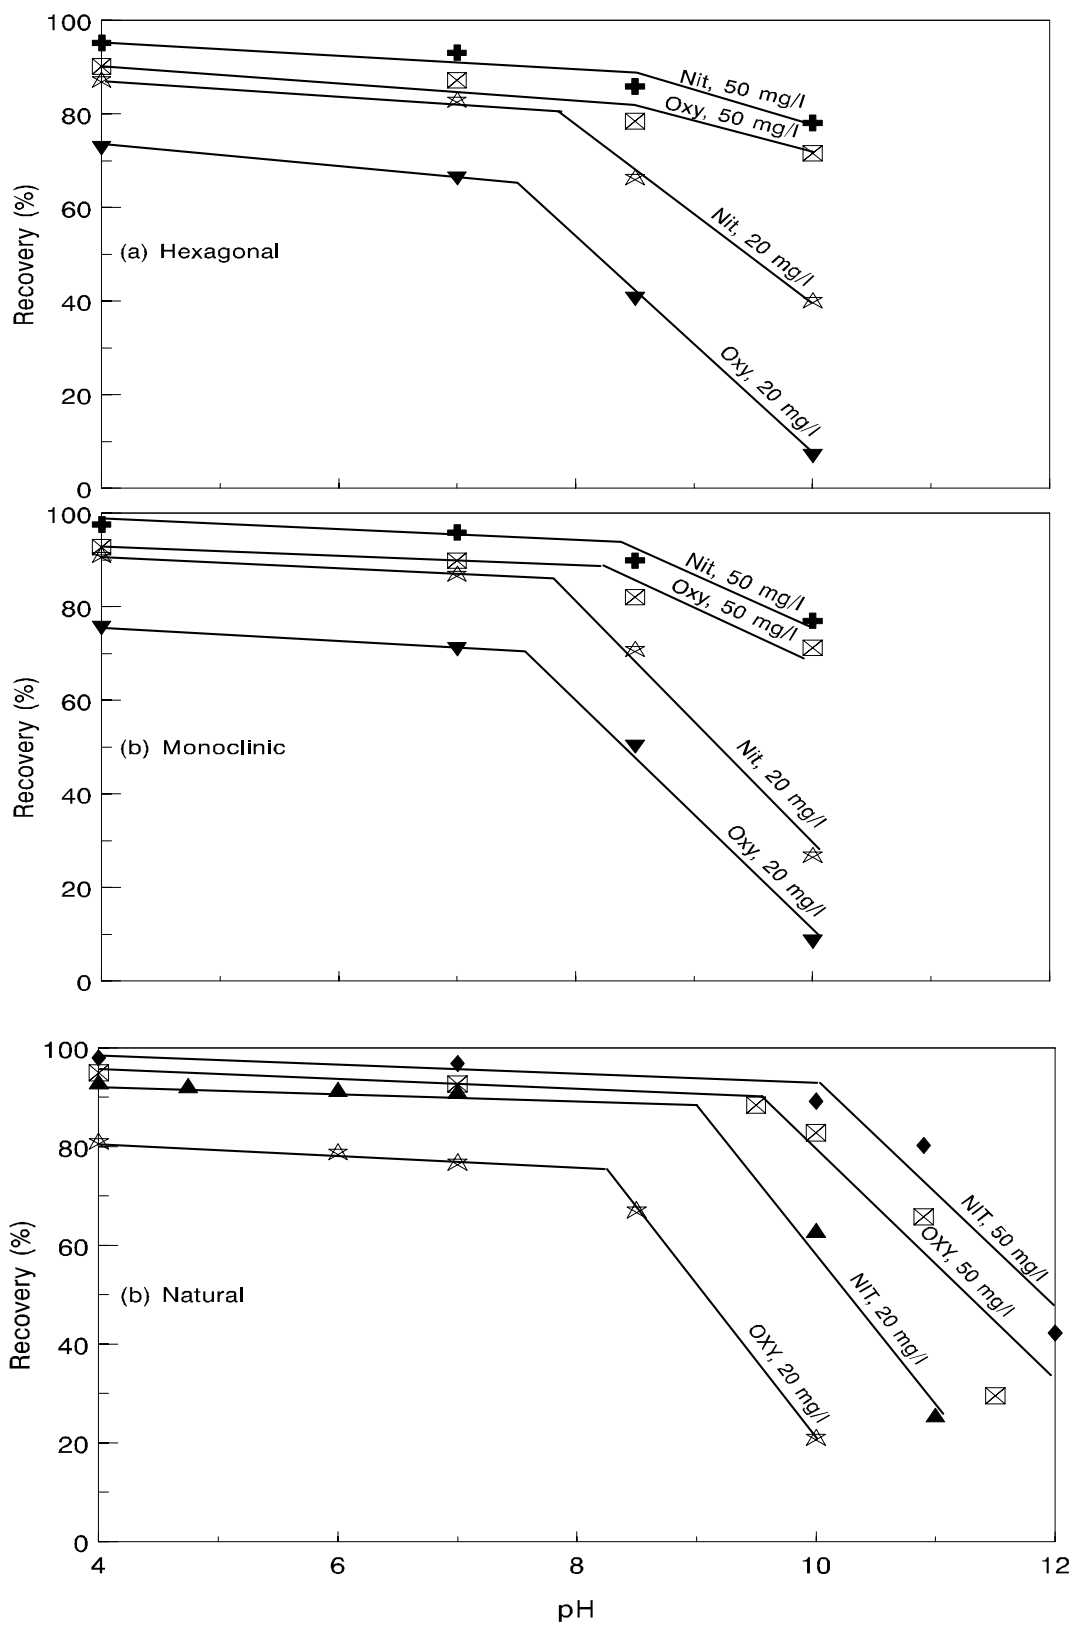 100
80
60
40
20
0
Recovery (%)
(a) Hexagonal
Nit, 50 mg/l
Oxy, 50 mg/l
Nit, 20 mg/l
Oxy, 20 mg/l
100
80
60
40
20
0
Recovery (%)
(b) Monoclinic
Nit, 50 mg/l
Oxy, 50 mg/l
Nit, 20 mg/l
Oxy, 20 mg/l
100
80
60
40
20
0
Recovery (%)
(b) Natural
NIT, 50 mg/l
OXY, 50 mg/l
NIT, 20 mg/l
OXY, 20 mg/l
4 6 8 10 12
pH